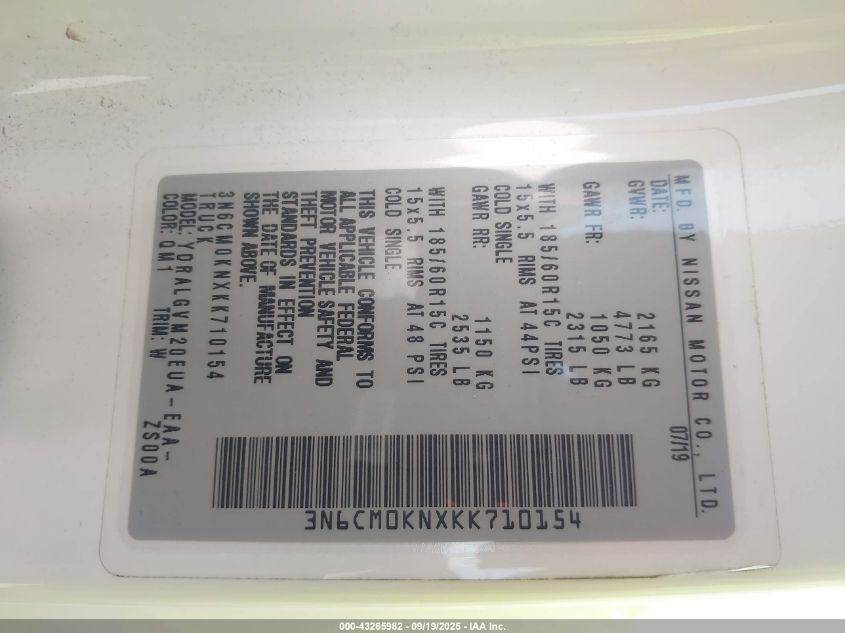 MFD. BY NISSAN MOTOR CO., LTD.
DATE: 07/19
GVWR: 2165 KG
4773 LB
GAWR FR: 1050 KG
2315 LB
WITH 185/60R15C TIRES
15x5.5 RIMS AT 44PSI
COLD SINGLE
GAWR RR: 1150 KG
2535 LB
WITH 185/60R15C TIRES
15x5.5 RIMS AT 48 PSI
COLD SINGLE
THIS VEHICLE CONFORMS TO
ALL APPLICABLE FEDERAL
MOTOR VEHICLE SAFETY AND
THEFT PREVENTION
STANDARDS IN EFFECT ON
THE DATE OF MANUFACTURE
SHOWN ABOVE.
3N6CM0KNXKK710154
TRUCK
MODEL: YDRALGVM20EUA-EAA-
ZS00A
COLOR: QM1 TRIM: W
3N6CM0KNXKK710154
000-43265982 - 09/19/2025 - IAA Inc.